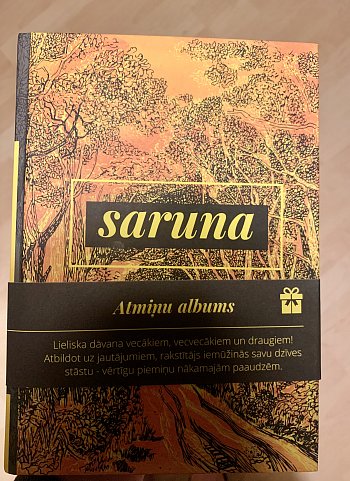 saruna
Atmiņu albums
Lieliska dāvana vecākiem, vecvecākiem un draugiem!
Atbildot uz jautājumiem, rakstītājs iemūžinās savu dzīves
stāstu - vērtīgu piemiņu nākamajām paaudzēm.